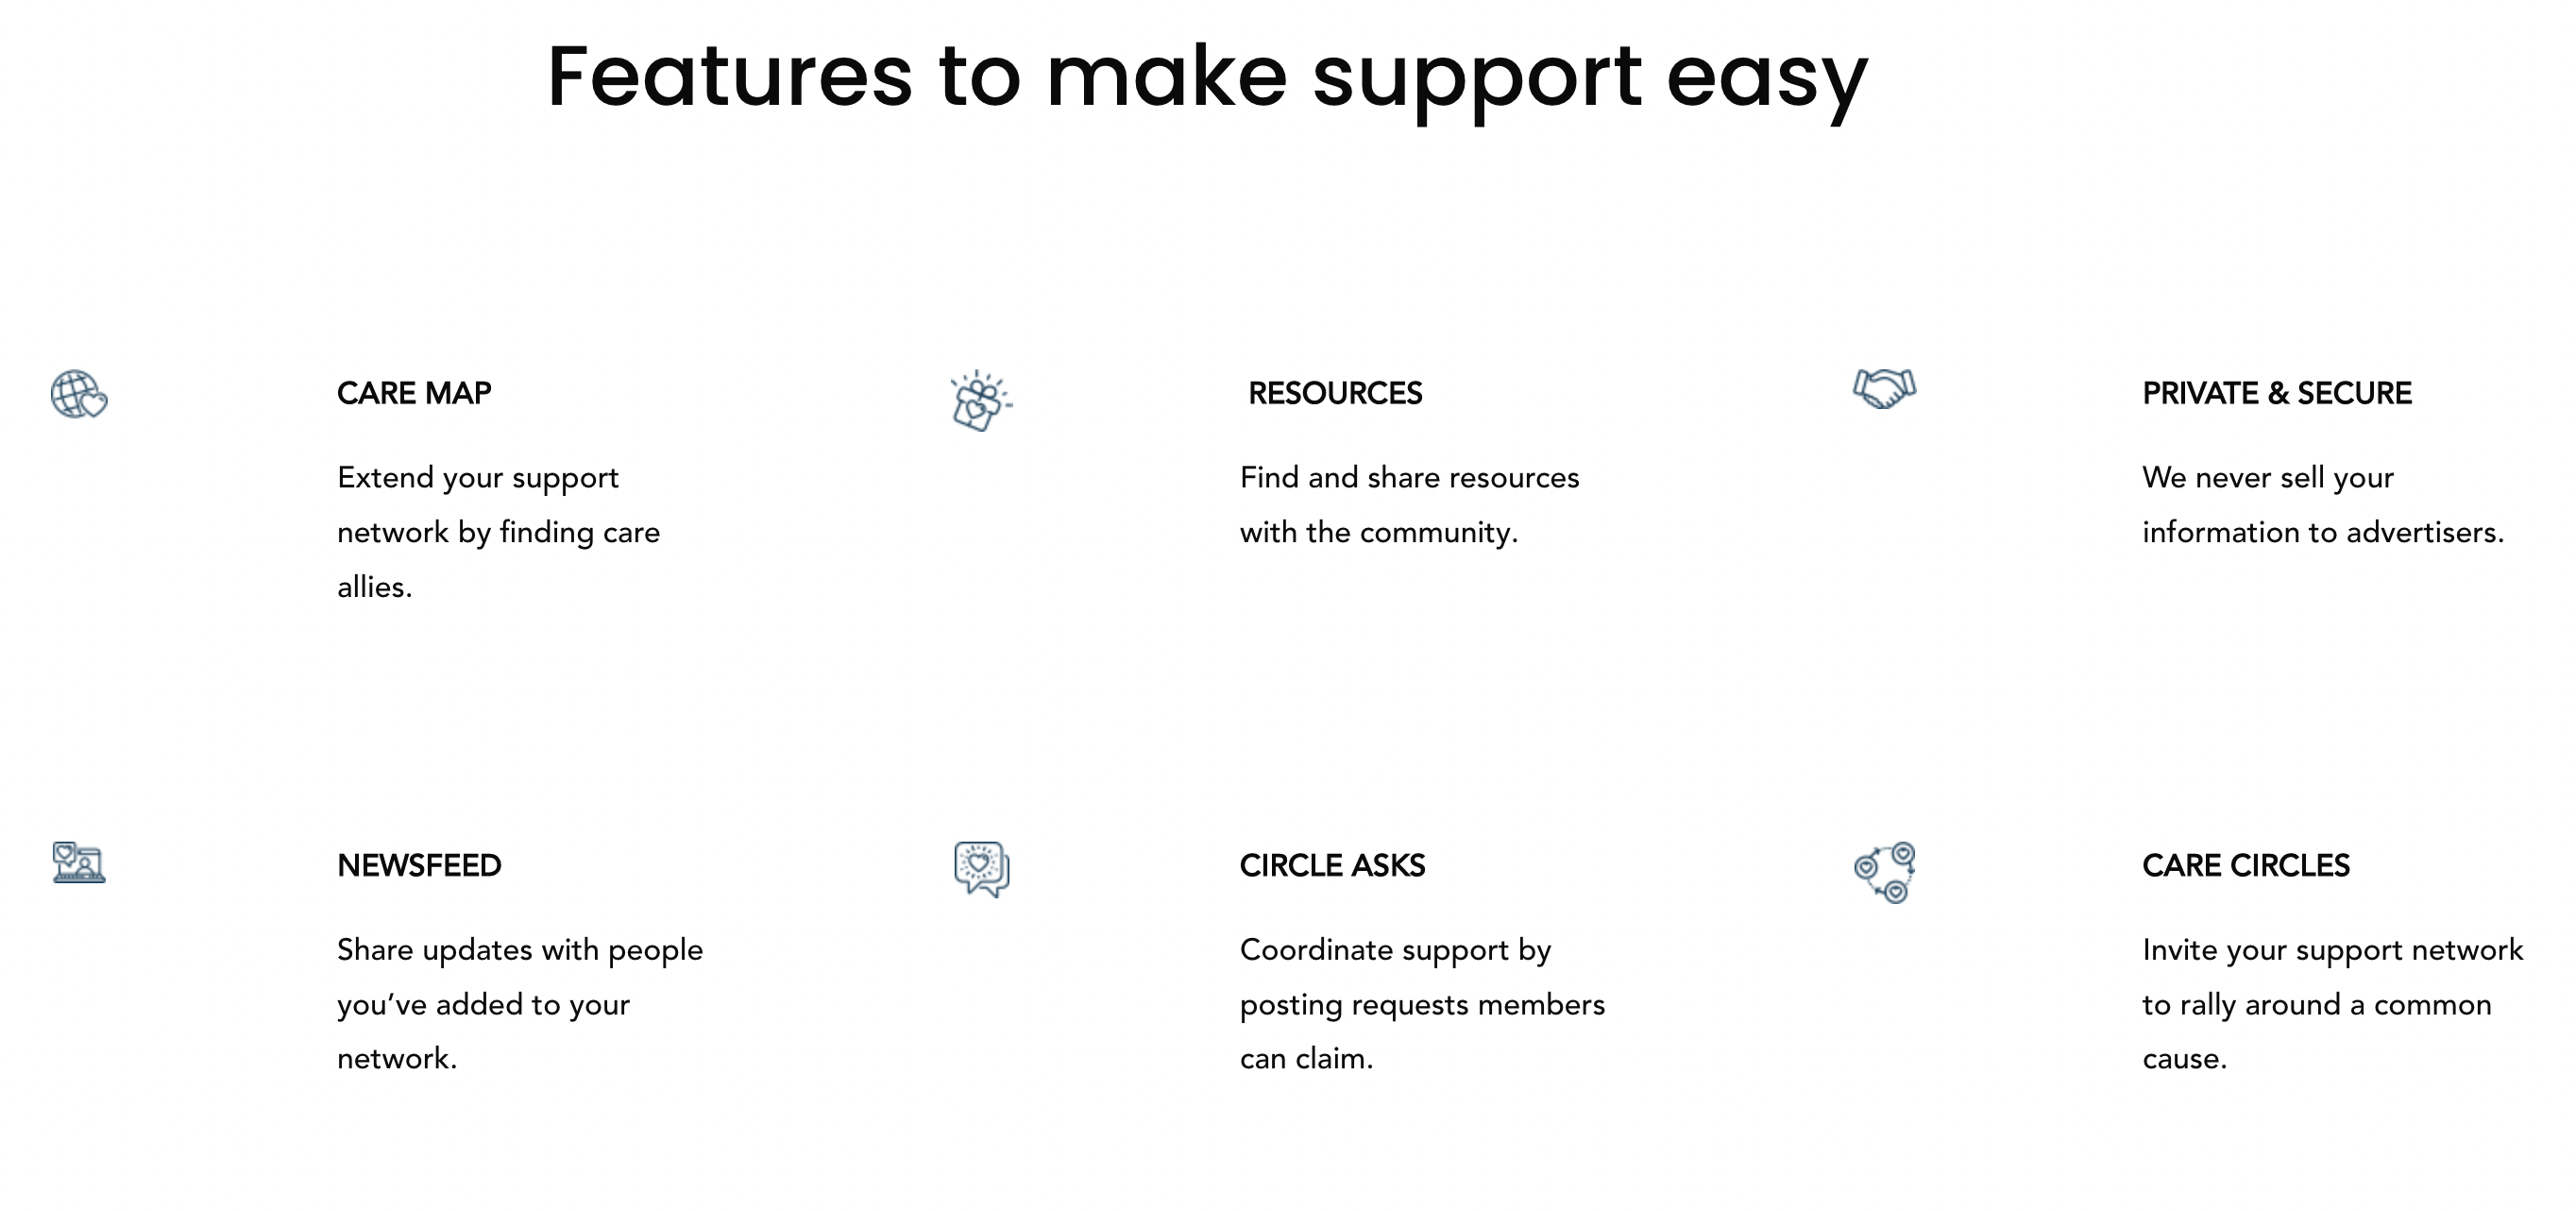 Features to make support easy
CARE MAP
Extend your support
network by finding care
allies.
RESOURCES
Find and share resources
with the community.
PRIVATE & SECURE
We never sell your
information to advertisers.
NEWSFEED
Share updates with people
you’ve added to your
network.
CIRCLE ASKS
Coordinate support by
posting requests members
can claim.
CARE CIRCLES
Invite your support network
to rally around a common
cause.